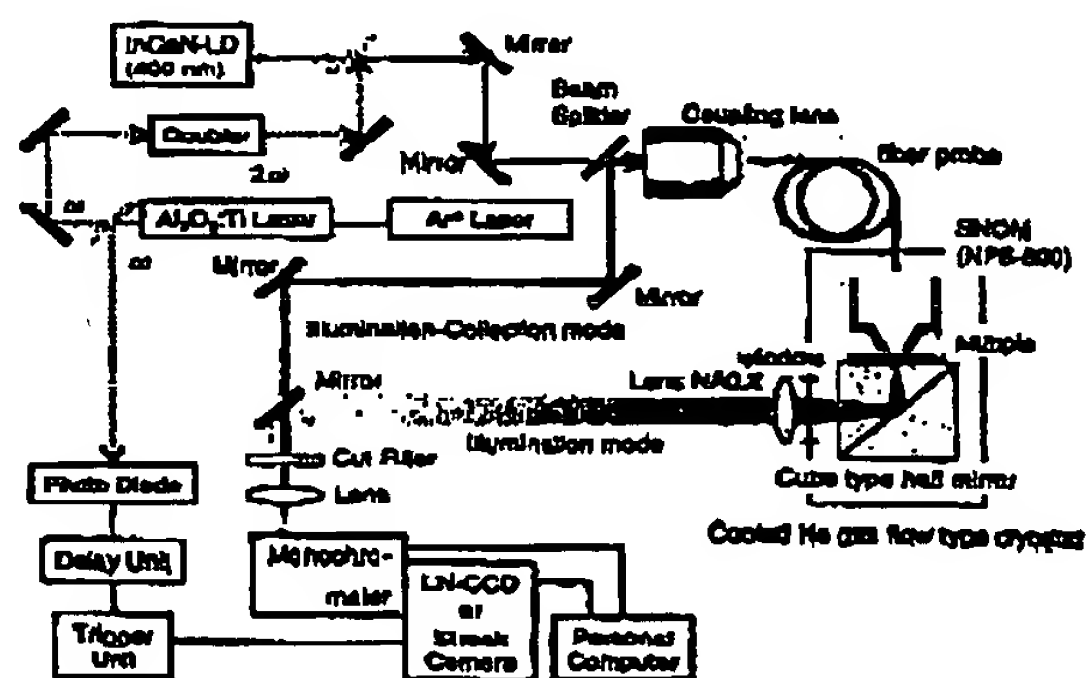 InGaN-LD
(400 nm)
Mirror
Beam
Splitter
Coupling lens
Doubler
Mirror
fiber probe
2ω
ω
Al₂O₃:Ti Laser
Ar⁺ Laser
SNOM
(NPS-800)
ω
Mirror
Mirror
Illumination-Collection mode
sample
window
Mirror
Lens NA0.2
Illumination mode
Cut Filter
Cube type half mirror
Photo Diode
Lens
Cooled He gas flow type cryostat
Delay Unit
Monochro-
mater
LN-CCD
or
Streak
Camera
Trigger
Unit
Personal
Computer